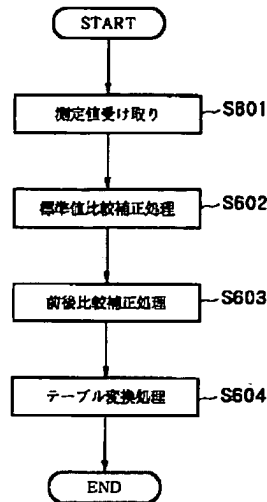 START
測定値受け取り
S601
標準値比較補正処理
S602
前後比較補正処理
S603
テーブル変換処理
S604
END